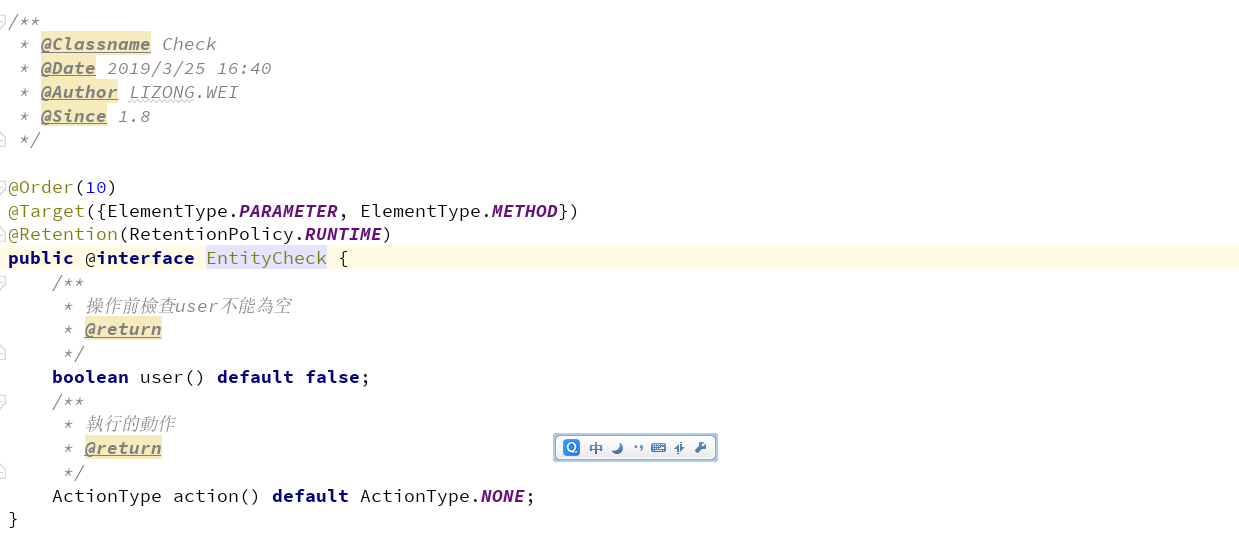 /**
 * @Classname Check
 * @Date 2019/3/25 16:40
 * @Author LIZONG.WEI
 * @Since 1.8
 */
@Order(10)
@Target({ElementType.PARAMETER, ElementType.METHOD})
@Retention(RetentionPolicy.RUNTIME)
public @interface EntityCheck {
    /**
     * 操作前檢查user不能為空
     * @return
     */
    boolean user() default false;
    /**
     * 執行的動作
     * @return
     */
    ActionType action() default ActionType.NONE;
}
中